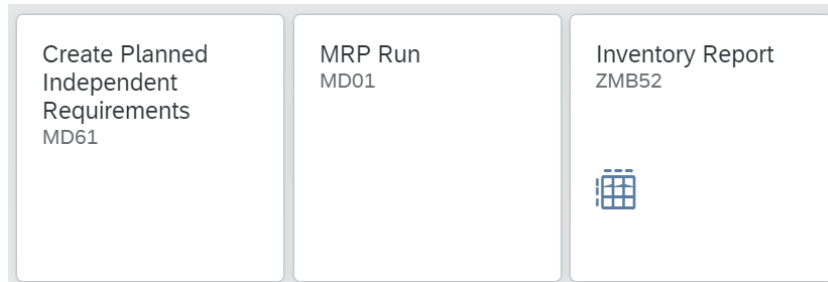 Create Planned
Independent
Requirements
MD61
MRP Run
MD01
Inventory Report
ZMB52